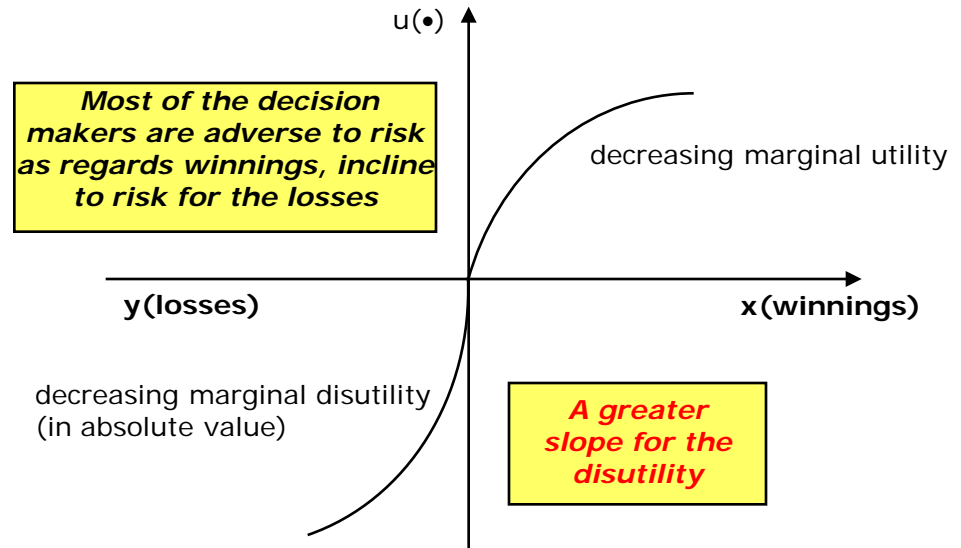 u(●)
Most of the decision
makers are adverse to risk
as regards winnings, incline
to risk for the losses
decreasing marginal utility
y(losses)
x(winnings)
decreasing marginal disutility
(in absolute value)
A greater
slope for the
disutility